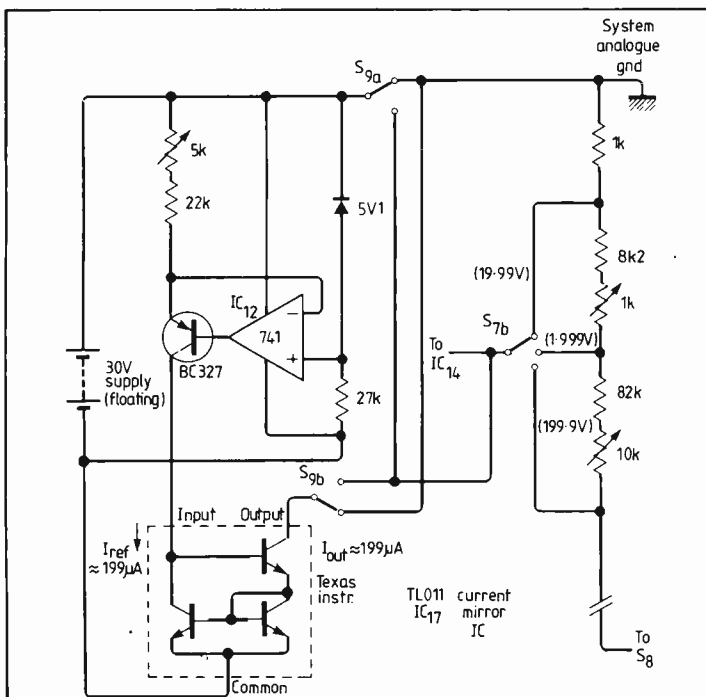 System
analogue
gnd
S9a
5k
1k
22k
5V1
8k2
(19·99V)
IC12
741
−
+
1k
S7b
(1·999V)
To
IC14
BC327
30V
supply
(floating)
27k
82k
(199·9V)
10k
S9b
Input Output
Iref
≈199µA
Iout≈199µA
Texas
instr.
TL011 current
IC17 mirror
IC
To
S8
Common